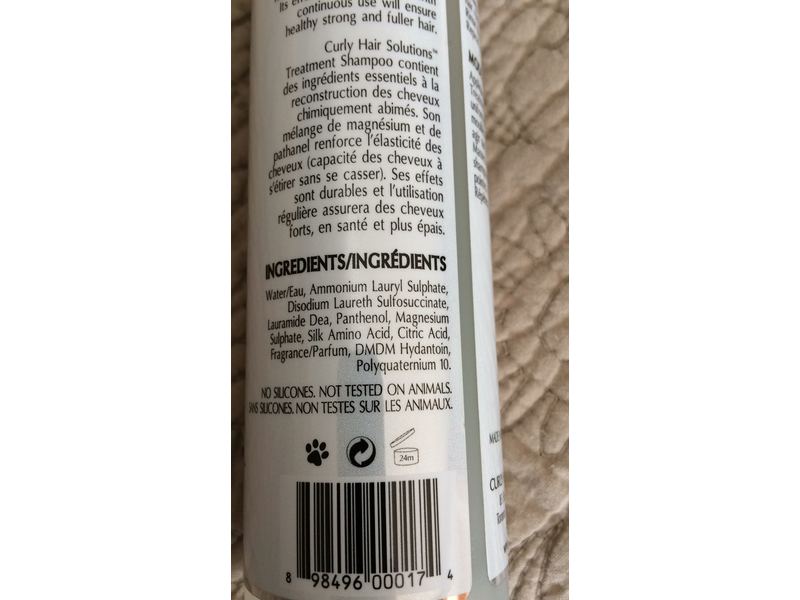 continuous use will ensure
healthy strong and fuller hair.
Curly Hair Solutions™
Treatment Shampoo contient
des ingrédients essentiels à la
reconstruction des cheveux
chimiquement abimés. Son
mélange de magnésium et de
pathanel renforce l'élasticité des
cheveux (capacité des cheveux à
s'étirer sans se casser). Ses effets
sont durables et l'utilisation
régulière assurera des cheveux
forts, en santé et plus épais.
INGREDIENTS/INGRÉDIENTS
Water/Eau, Ammonium Lauryl Sulphate,
Disodium Laureth Sulfosuccinate,
Lauramide Dea, Panthenol, Magnesium
Sulphate, Silk Amino Acid, Citric Acid,
Fragrance/Parfum, DMDM Hydantoin,
Polyquaternium 10.
NO SILICONES. NOT TESTED ON ANIMALS.
SANS SILICONES. NON TESTES SUR LES ANIMAUX.
24m
8 98496 00017 4